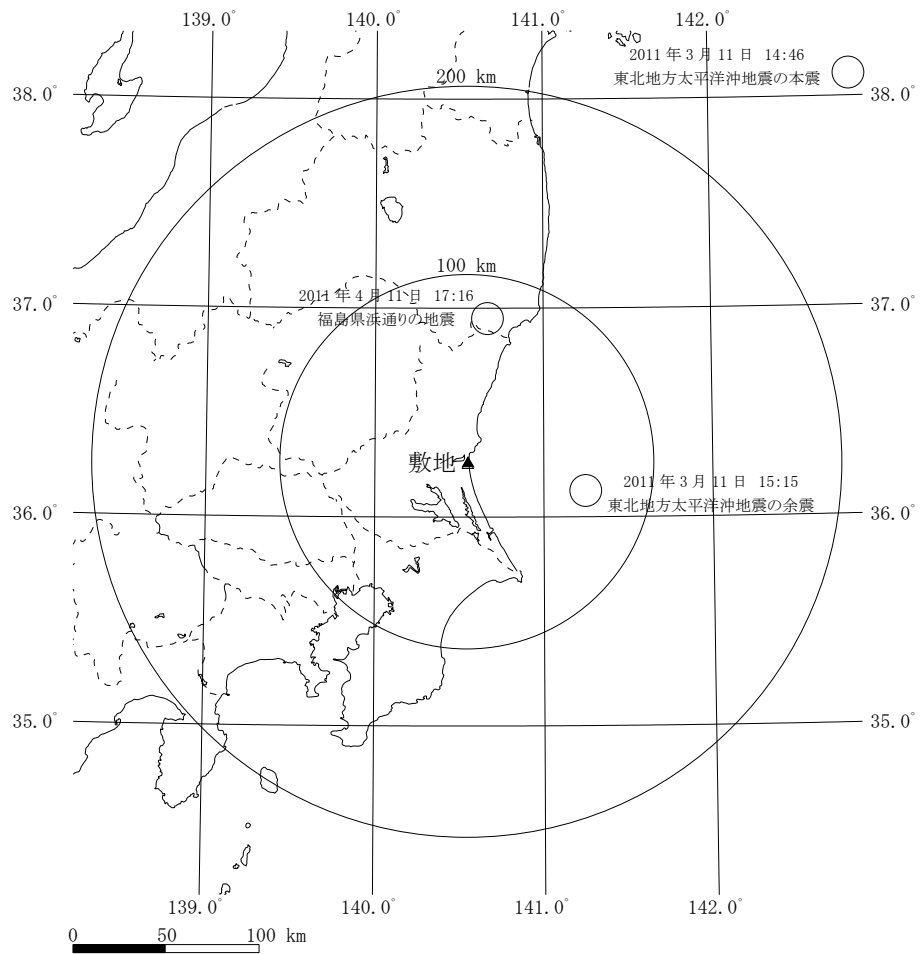 139.0° 140.0° 141.0° 142.0°
2011 年 3 月 11 日 14:46
東北地方太平洋沖地震の本震
200 km
38.0° 38.0°
100 km
2011 年 4 月 11 日 17:16
福島県浜通りの地震
37.0° 37.0°
敷地
2011 年 3 月 11 日 15:15
東北地方太平洋沖地震の余震
36.0° 36.0°
35.0° 35.0°
139.0° 140.0° 141.0° 142.0°
0 50 100 km